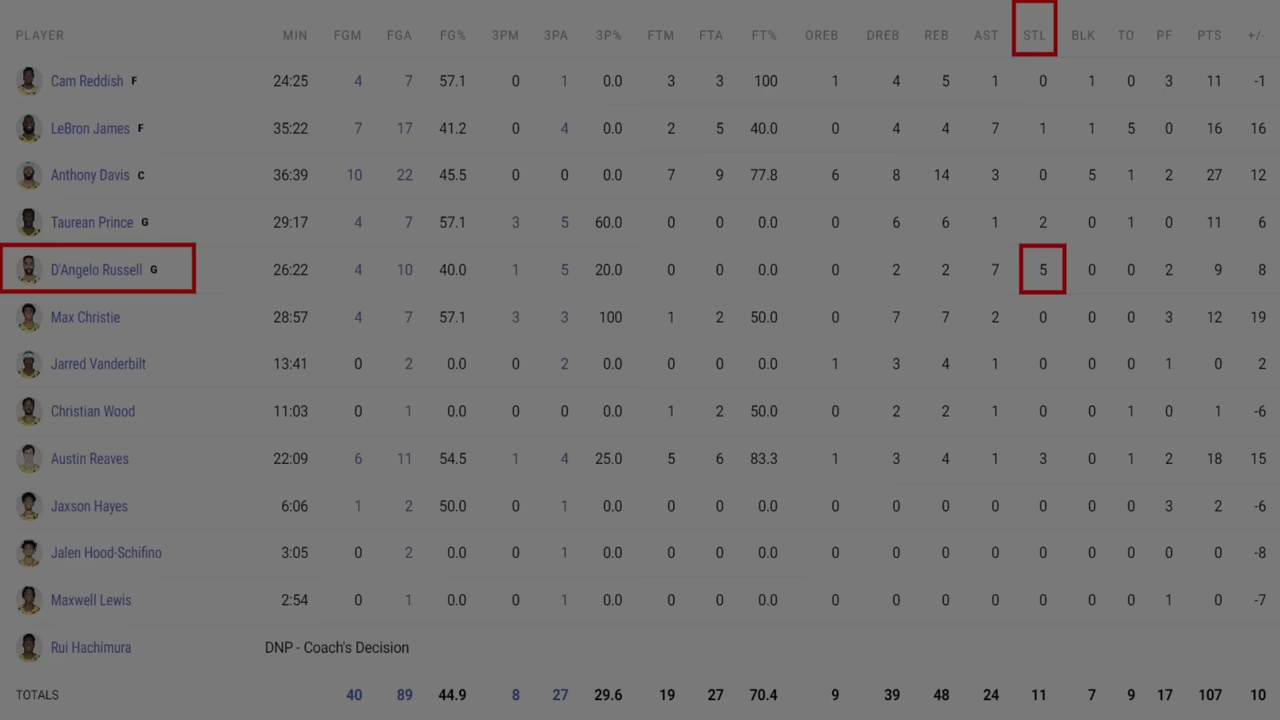 PLAYER MIN FGM FGA FG% 3PM 3PA 3P% FTM FTA FT% OREB DREB REB AST STL BLK TO PF PTS +/-
Cam Reddish F 24:25 4 7 57.1 0 1 0.0 3 3 100 1 4 5 1 0 1 0 3 11 -1
LeBron James F 35:22 7 17 41.2 0 4 0.0 2 5 40.0 0 4 4 7 1 1 5 0 16 16
Anthony Davis C 36:39 10 22 45.5 0 0 0.0 7 9 77.8 6 8 14 3 0 5 1 2 27 12
Taurean Prince G 29:17 4 7 57.1 3 5 60.0 0 0 0.0 0 6 6 1 2 0 1 0 11 6
D'Angelo Russell G 26:22 4 10 40.0 1 5 20.0 0 0 0.0 0 2 2 7 5 0 0 2 9 8
Max Christie 28:57 4 7 57.1 3 3 100 1 2 50.0 0 7 7 2 0 0 0 3 12 19
Jarred Vanderbilt 13:41 0 2 0.0 0 2 0.0 0 0 0.0 1 3 4 1 0 0 0 1 0 2
Christian Wood 11:03 0 1 0.0 0 0 0.0 1 2 50.0 0 2 2 1 0 0 1 0 1 -6
Austin Reaves 22:09 6 11 54.5 1 4 25.0 5 6 83.3 1 3 4 1 3 0 1 2 18 15
Jaxson Hayes 6:06 1 2 50.0 0 1 0.0 0 0 0.0 0 0 0 0 0 0 0 3 2 -6
Jalen Hood-Schifino 3:05 0 2 0.0 0 1 0.0 0 0 0.0 0 0 0 0 0 0 0 0 0 -8
Maxwell Lewis 2:54 0 1 0.0 0 1 0.0 0 0 0.0 0 0 0 0 0 0 0 1 0 -7
Rui Hachimura DNP - Coach's Decision
TOTALS 40 89 44.9 8 27 29.6 19 27 70.4 9 39 48 24 11 7 9 17 107 10